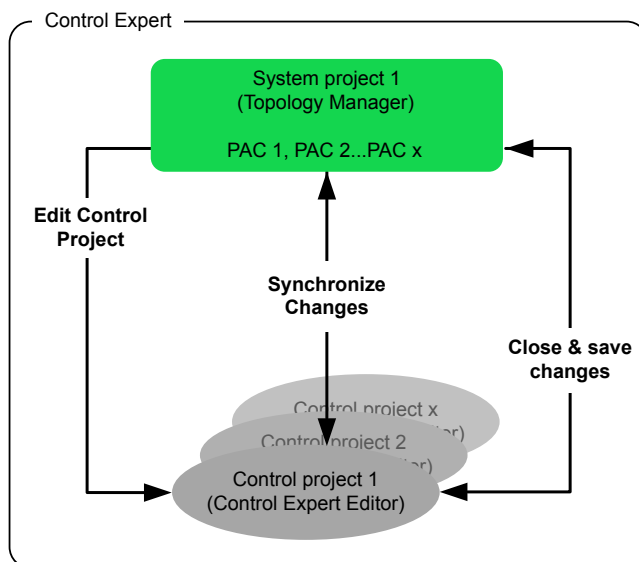 Control Expert
System project 1
(Topology Manager)
PAC 1, PAC 2...PAC x
Edit Control
Project
Synchronize
Changes
Close & save
changes
Control project x
Control project 2
Control project 1
(Control Expert Editor)